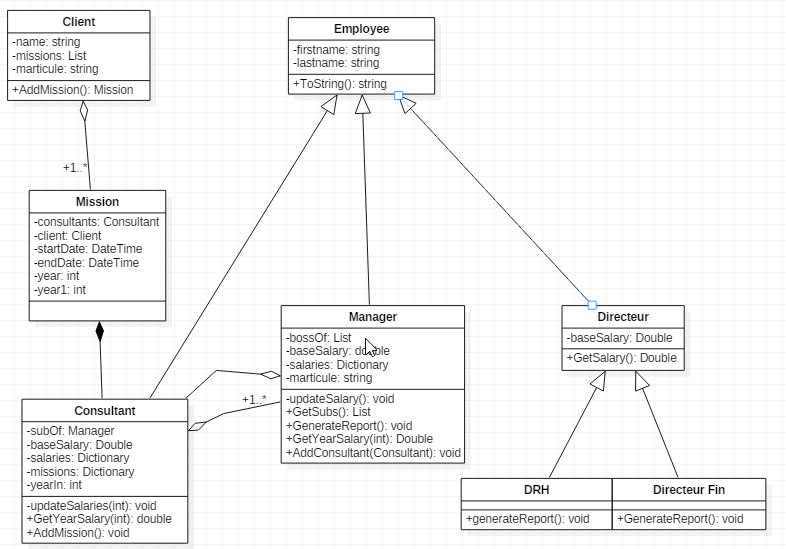 Client
-name: string
-missions: List
-marticule: string
+AddMission(): Mission
Employee
-firstname: string
-lastname: string
+ToString(): string
+1..*
Mission
-consultants: Consultant
-client: Client
-startDate: DateTime
-endDate: DateTime
-year: int
-year1: int
Manager
-bossOf: List
-baseSalary: double
-salaries: Dictionary
-marticule: string
-updateSalary(): void
+GetSubs(): List
+GenerateReport(): void
+GetYearSalary(int): Double
+AddConsultant(Consultant): void
Directeur
-baseSalary: Double
+GetSalary(): Double
+1..*
Consultant
-subOf: Manager
-baseSalary: Double
-salaries: Dictionary
-missions: Dictionary
-yearIn: int
-updateSalaries(int): void
+GetYearSalary(int): double
+AddMission(): void
DRH
+generateReport(): void
Directeur Fin
+GenerateReport(): void